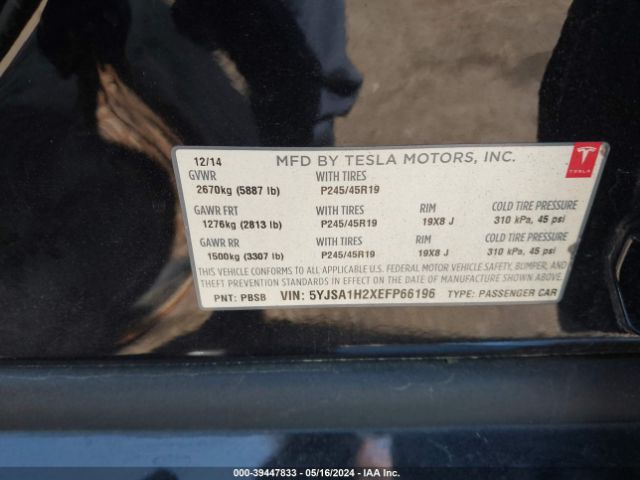 12/14 MFD BY TESLA MOTORS, INC.
GVWR WITH TIRES
2670kg (5887 lb) P245/45R19
GAWR FRT WITH TIRES RIM COLD TIRE PRESSURE
1276kg (2813 lb) P245/45R19 19X8 J 310 kPa, 45 psi
GAWR RR WITH TIRES RIM COLD TIRE PRESSURE
1500kg (3307 lb) P245/45R19 19X8 J 310 kPa, 45 psi
THIS VEHICLE CONFORMS TO ALL APPLICABLE U.S. FEDERAL MOTOR VEHICLE SAFETY, BUMPER, AND
THEFT PREVENTION STANDARDS IN EFFECT ON THE DATE OF MANUFACTURE SHOWN ABOVE.
PNT: PBSB VIN: 5YJSA1H2XEFP66196 TYPE: PASSENGER CAR
TESLA
000-39447833 - 05/16/2024 - IAA Inc.